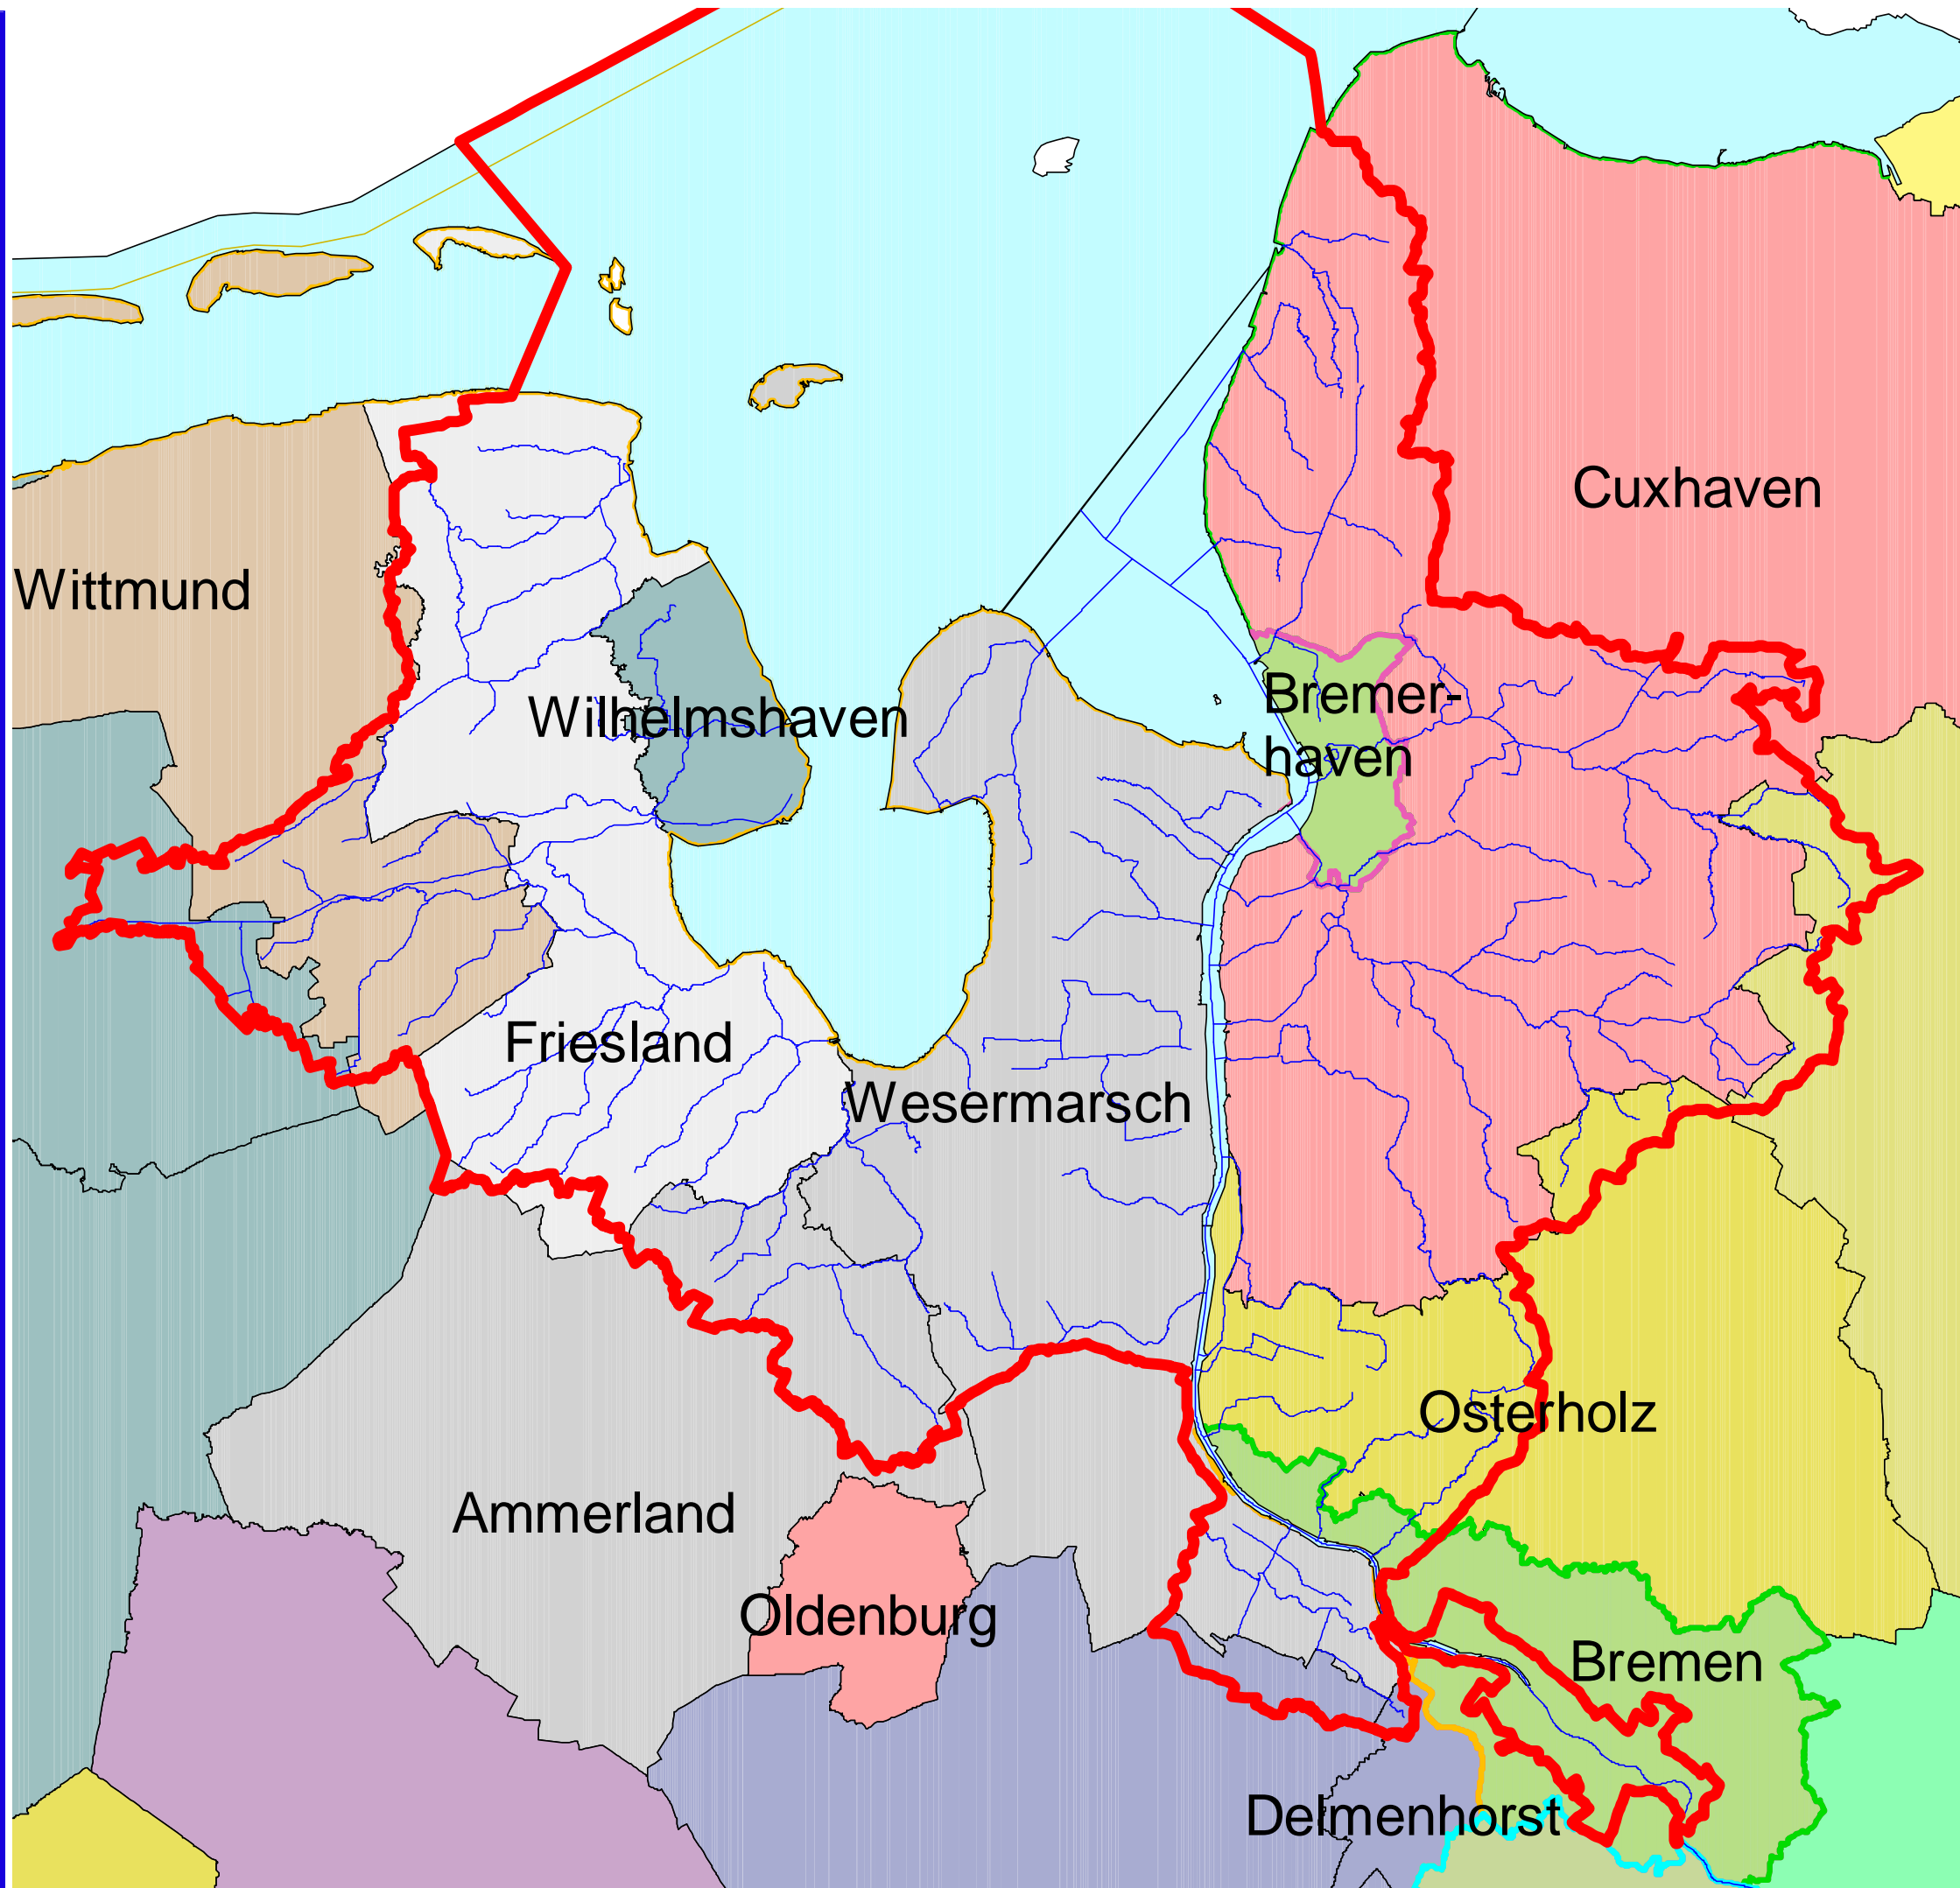 Cuxhaven
Wittmund
Bremer-
haven
Wilhelmshaven
Friesland
Wesermarsch
Osterholz
Ammerland
Oldenburg
Bremen
Delmenhorst